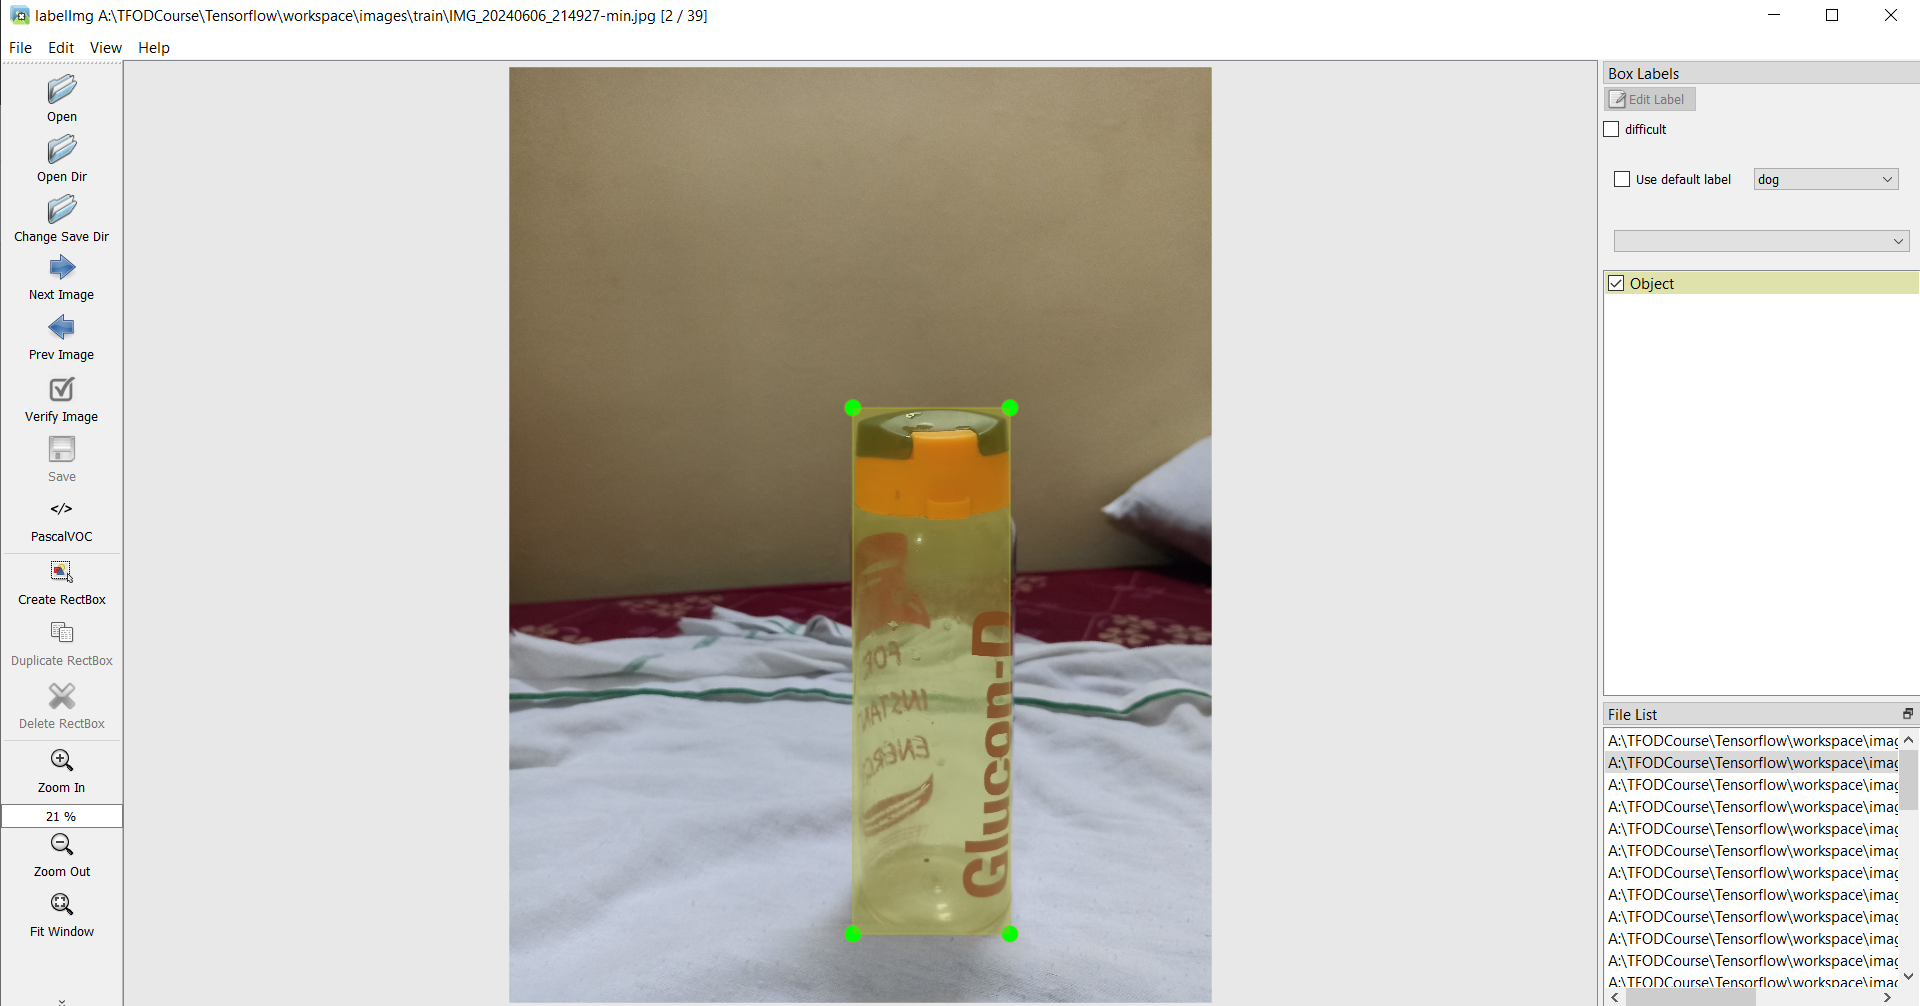 labelImg A:\TFODCourse\Tensorflow\workspace\images\train\IMG_20240606_214927-min.jpg [2 / 39]
File Edit View Help
Open
Open Dir
Change Save Dir
Next Image
Prev Image
Verify Image
Save
</>
PascalVOC
Create RectBox
Duplicate RectBox
Delete RectBox
Zoom In
21 %
Zoom Out
Fit Window
FOR
INSTAN
ENERG
Glucon-D
Box Labels
Edit Label
difficult
Use default label dog
Object
File List
A:\TFODCourse\Tensorflow\workspace\imag
A:\TFODCourse\Tensorflow\workspace\imag
A:\TFODCourse\Tensorflow\workspace\imag
A:\TFODCourse\Tensorflow\workspace\imag
A:\TFODCourse\Tensorflow\workspace\imag
A:\TFODCourse\Tensorflow\workspace\imag
A:\TFODCourse\Tensorflow\workspace\imag
A:\TFODCourse\Tensorflow\workspace\imag
A:\TFODCourse\Tensorflow\workspace\imag
A:\TFODCourse\Tensorflow\workspace\imag
A:\TFODCourse\Tensorflow\workspace\imag
A:\TFODCourse\Tensorflow\workspace\imag